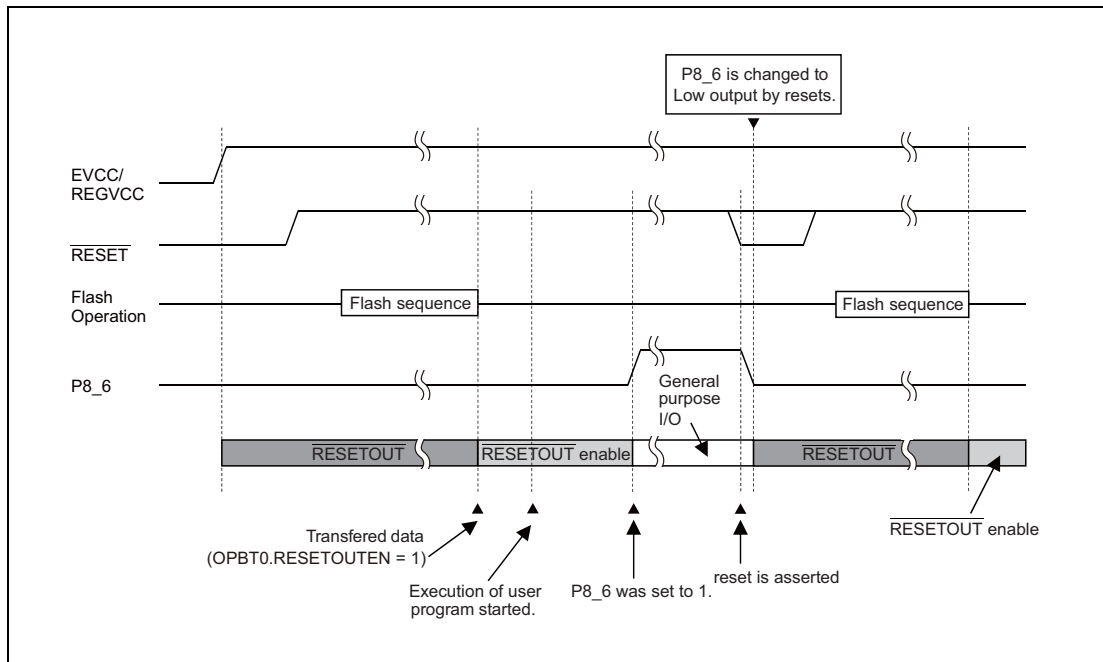 P8_6 is changed to
Low output by resets.
EVCC/
REGVCC
RESET
Flash
Operation
Flash sequence
Flash sequence
P8_6
General
purpose
I/O
RESETOUT
RESETOUT enable
RESETOUT
RESETOUT enable
Transfered data
(OPBT0.RESETOUTEN = 1)
Execution of user
program started.
P8_6 was set to 1.
reset is asserted